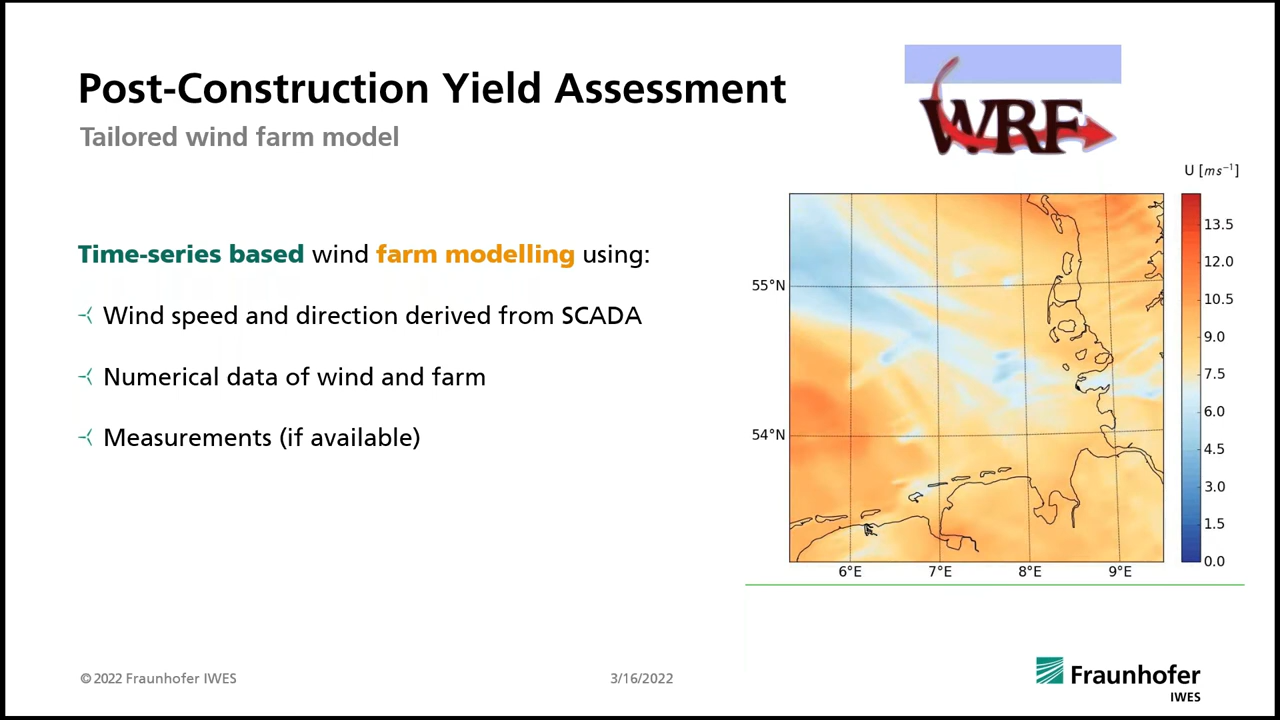 Post-Construction Yield Assessment
Tailored wind farm model
WRF
U [ms⁻¹]
Time-series based wind farm modelling using:
Wind speed and direction derived from SCADA
Numerical data of wind and farm
Measurements (if available)
55°N
54°N
6°E 7°E 8°E 9°E
13.5
12.0
10.5
9.0
7.5
6.0
4.5
3.0
1.5
0.0
© 2022 Fraunhofer IWES
3/16/2022
Fraunhofer
IWES